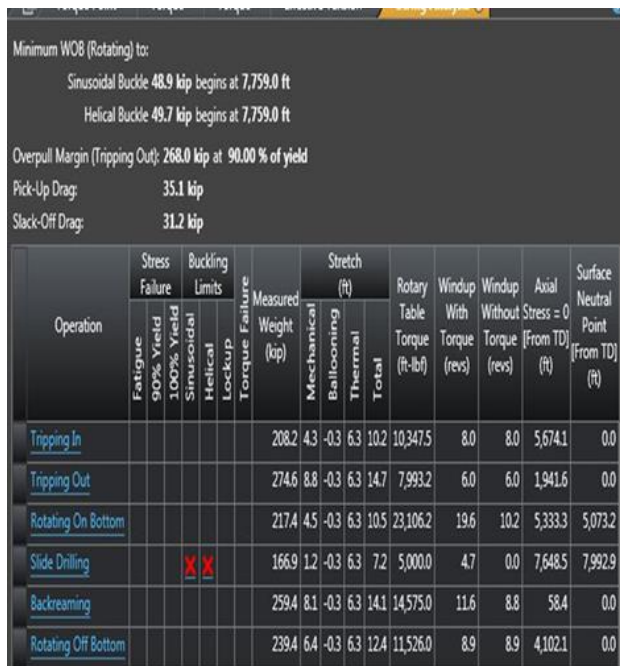 Minimum WOB (Rotating) to:
Sinusoidal Buckle 48.9 kip begins at 7,759.0 ft
Helical Buckle 49.7 kip begins at 7,759.0 ft
Overpull Margin (Tripping Out): 268.0 kip at 90.00 % of yield
Pick-Up Drag: 35.1 kip
Slack-Off Drag: 31.2 kip
Operation
Stress Failure
Fatigue
90% Yield
100% Yield
Buckling Limits
Sinusoidal
Helical
Lockup
Torque Failure
Measured Weight (kip)
Stretch (ft)
Mechanical
Ballooning
Thermal
Total
Rotary Table Torque (ft-lbf)
Windup With Torque (revs)
Windup Without Torque (revs)
Axial Stress = 0 [From TD] (ft)
Surface Neutral Point [From TD] (ft)
Tripping In 208.2 4.3 -0.3 6.3 10.2 10,347.5 8.0 8.0 5,674.1 0.0
Tripping Out 274.6 8.8 -0.3 6.3 14.7 7,993.2 6.0 6.0 1,941.6 0.0
Rotating On Bottom 217.4 4.5 -0.3 6.3 10.5 23,106.2 19.6 10.2 5,333.3 5,073.2
Slide Drilling X X 166.9 1.2 -0.3 6.3 7.2 5,000.0 4.7 0.0 7,648.5 7,992.9
Backreaming 259.4 8.1 -0.3 6.3 14.1 14,575.0 11.6 8.8 58.4 0.0
Rotating Off Bottom 239.4 6.4 -0.3 6.3 12.4 11,526.0 8.9 8.9 4,102.1 0.0